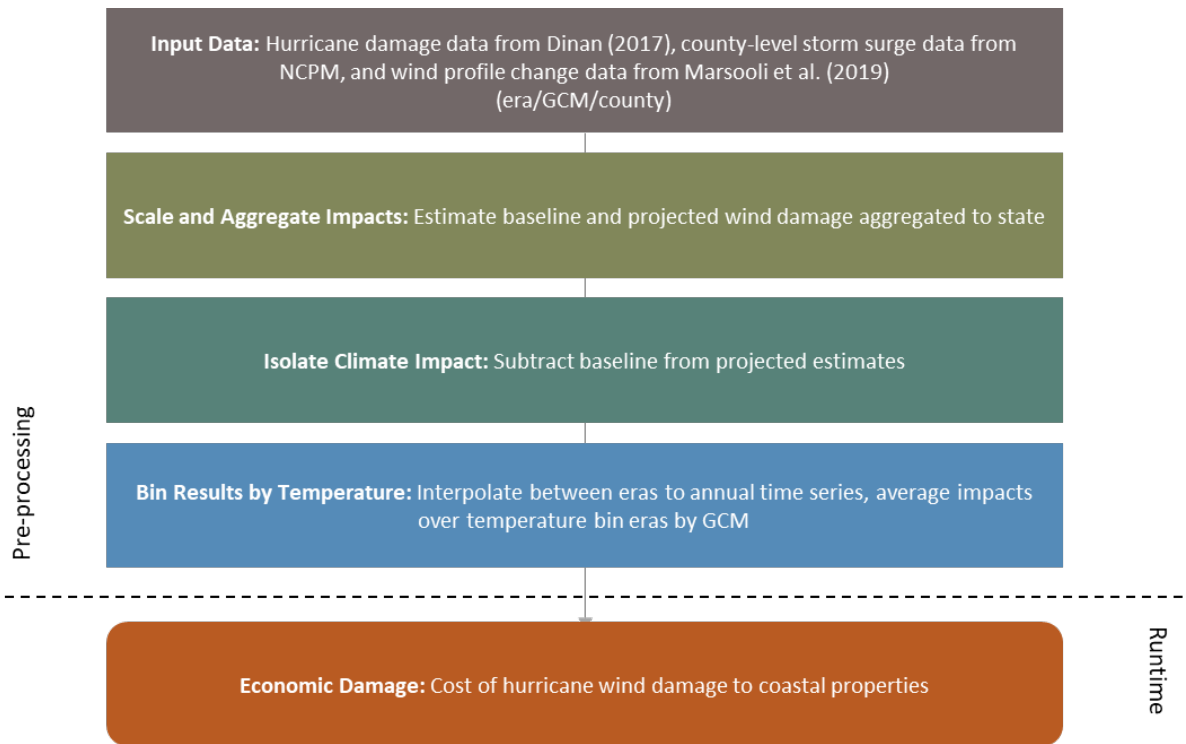 Input Data: Hurricane damage data from Dinan (2017), county-level storm surge data from
NCPM, and wind profile change data from Marsooli et al. (2019)
(era/GCM/county)
Scale and Aggregate Impacts: Estimate baseline and projected wind damage aggregated to state
Isolate Climate Impact: Subtract baseline from projected estimates
Bin Results by Temperature: Interpolate between eras to annual time series, average impacts
over temperature bin eras by GCM
Pre-processing
Economic Damage: Cost of hurricane wind damage to coastal properties
Runtime